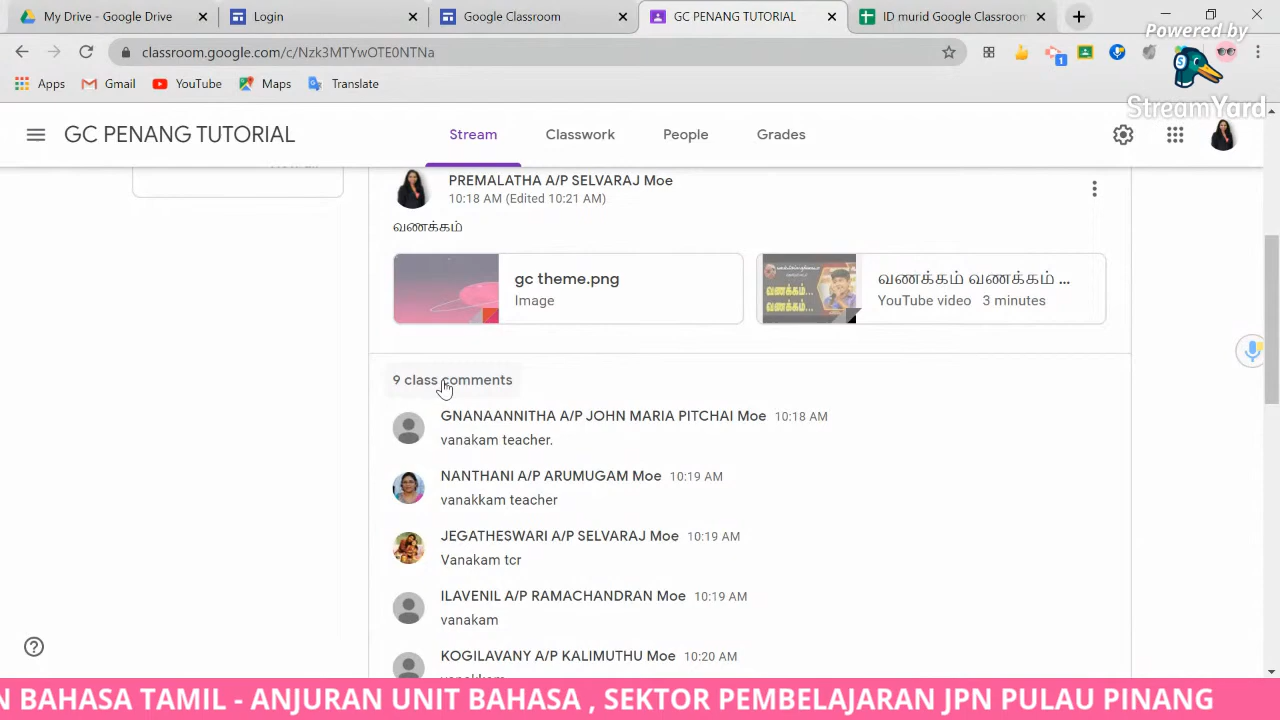 My Drive - Google Drive
Login
Google Classroom
GC PENANG TUTORIAL
ID murid Google Classroom
Powered by
classroom.google.com/c/Nzk3MTYwOTE0NTNa
1
Apps
Gmail
YouTube
Maps
Translate
StreamYard
GC PENANG TUTORIAL
Stream
Classwork
People
Grades
PREMALATHA A/P SELVARAJ Moe
10:18 AM (Edited 10:21 AM)
வணக்கம்
gc theme.png
Image
வணக்கம்...
வணக்கம்...
வணக்கம் வணக்கம் ...
YouTube video 3 minutes
9 class comments
GNANAANNITHA A/P JOHN MARIA PITCHAI Moe 10:18 AM
vanakam teacher.
NANTHANI A/P ARUMUGAM Moe 10:19 AM
vanakkam teacher
JEGATHESWARI A/P SELVARAJ Moe 10:19 AM
Vanakam tcr
ILAVENIL A/P RAMACHANDRAN Moe 10:19 AM
vanakam
KOGILAVANY A/P KALIMUTHU Moe 10:20 AM
N BAHASA TAMIL - ANJURAN UNIT BAHASA , SEKTOR PEMBELAJARAN JPN PULAU PINANG